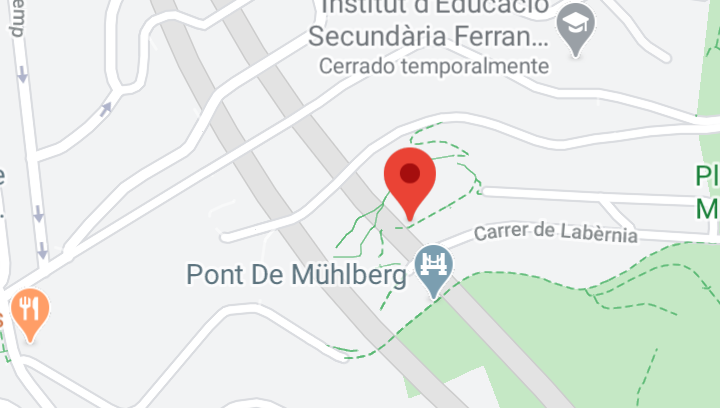 Institut d'Educació
Secundària Ferran...
Cerrado temporalmente
emp
Pl
M
Carrer de Labèrnia
Pont De Mühlberg
e
s